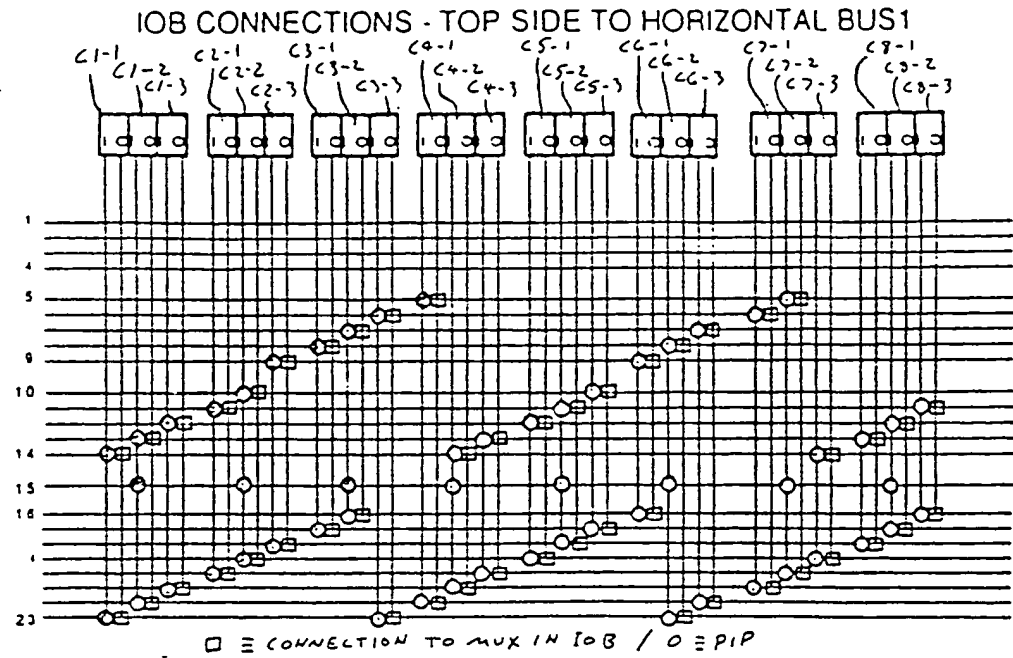 IOB CONNECTIONS - TOP SIDE TO HORIZONTAL BUS1
C1-1 C2-1 C3-1 C4-1 C5-1 C6-1 C7-1 C8-1
C1-2 C2-2 C3-2 C4-2 C5-2 C6-2 C7-2 C8-2
C1-3 C2-3 C3-3 C4-3 C5-3 C6-3 C7-3 C8-3
I O O O I O O O I O O O I O O O I O O O I O O O I O O O I O O O
1
4
5
9
10
14
15
16
23
□ ≡ CONNECTION TO MUX IN IOB / O ≡ PIP